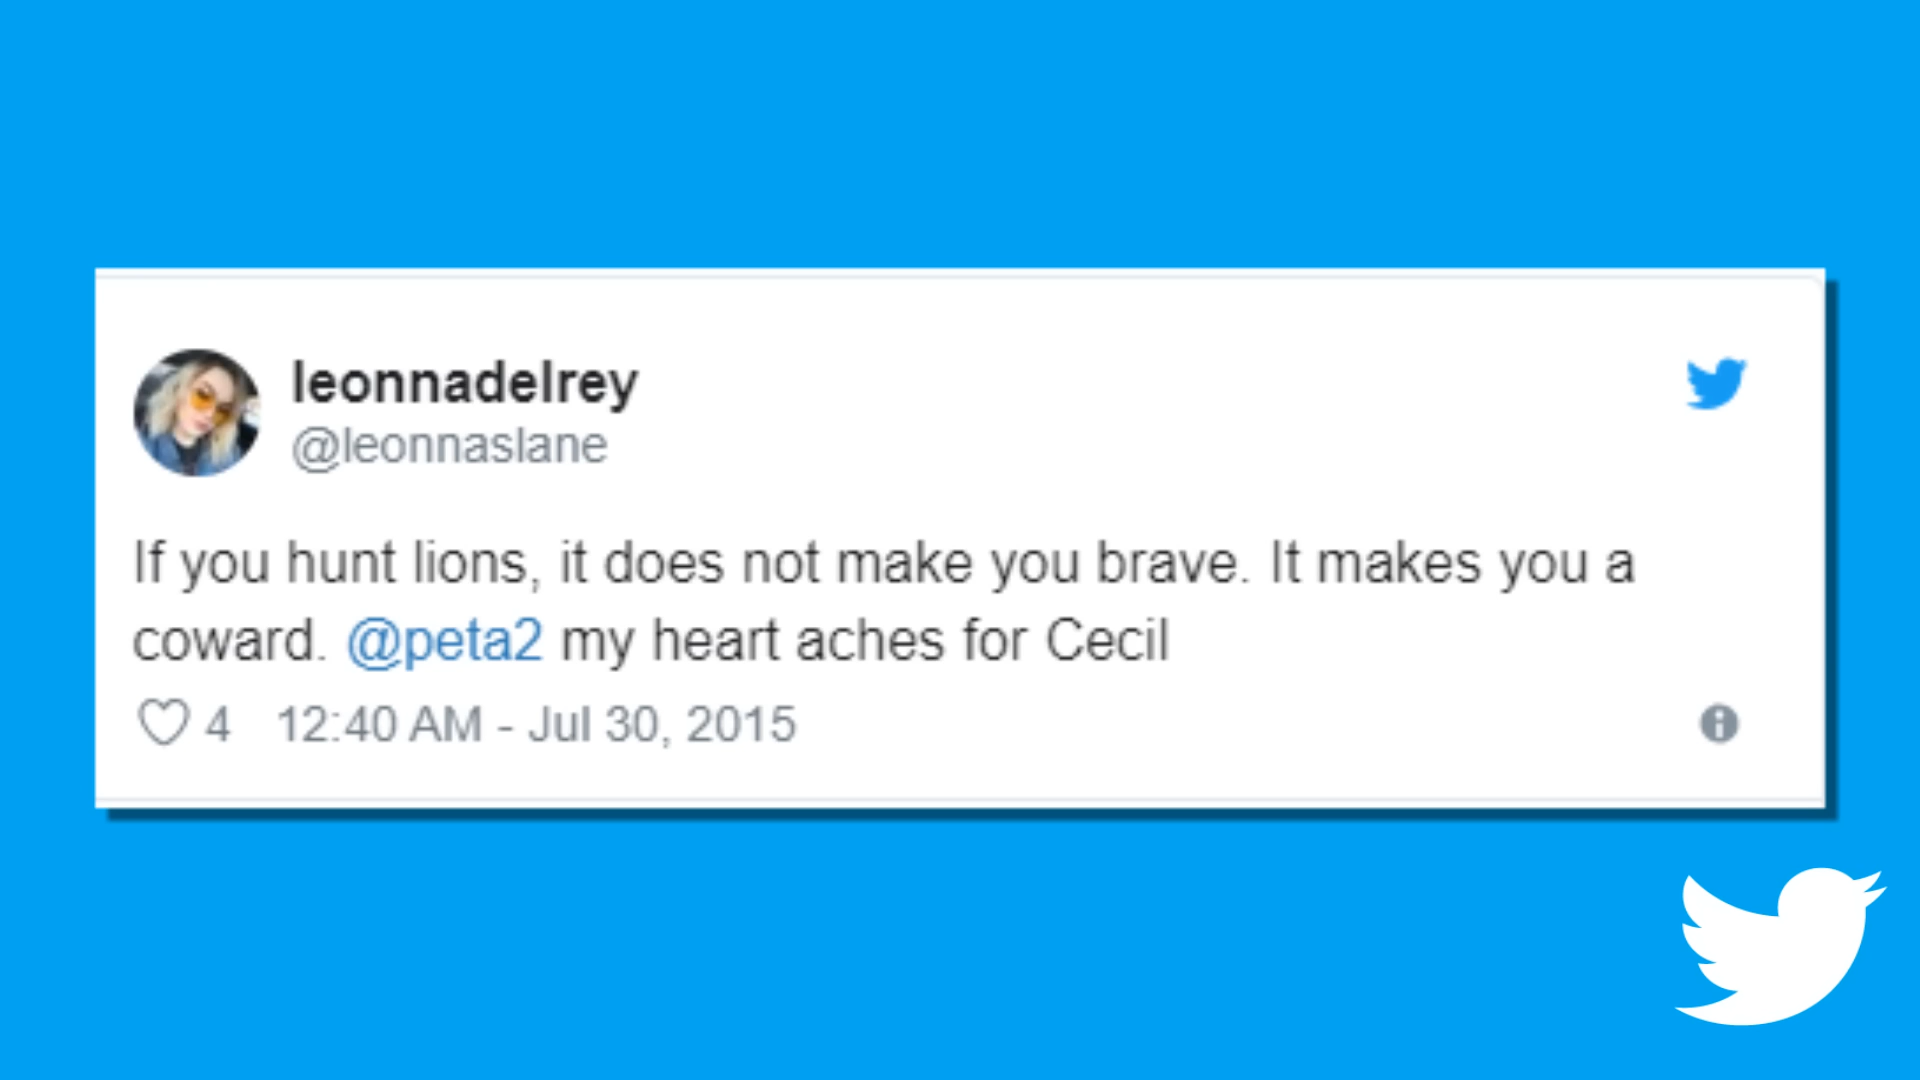 leonnadelrey
@leonnaslane
If you hunt lions, it does not make you brave. It makes you a
coward. @peta2 my heart aches for Cecil
4 12:40 AM - Jul 30, 2015